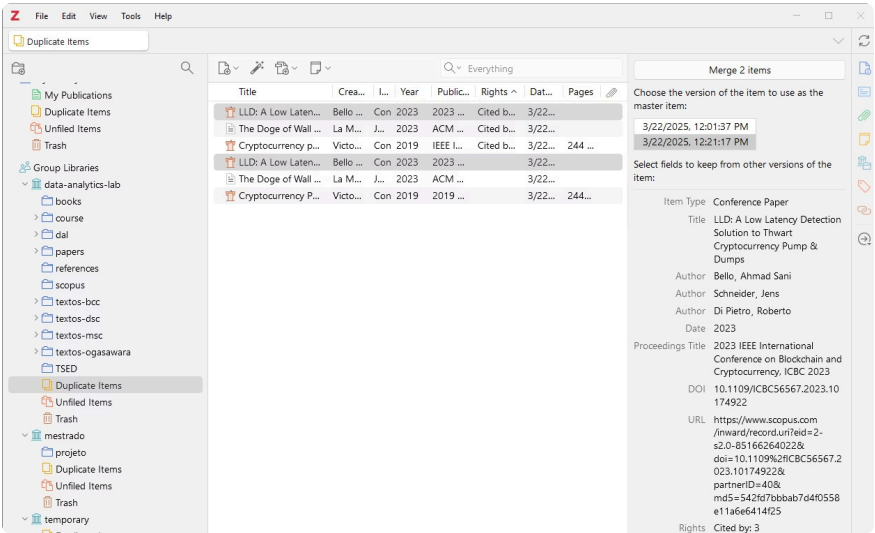 Z File Edit View Tools Help
Duplicate Items
My Publications
Duplicate Items
Unfiled Items
Trash
Group Libraries
data-analytics-lab
books
course
dal
papers
references
scopus
textos-bcc
textos-dsc
textos-msc
textos-ogasawara
TSED
Duplicate Items
Unfiled Items
Trash
mestrado
projeto
Duplicate Items
Unfiled Items
Trash
temporary
Everything
Title Crea... I... Year Public... Rights Dat... Pages
LLD: A Low Laten... Bello ... Con 2023 2023 ... Cited b... 3/22...
The Doge of Wall ... La M... J... 2023 ACM ... Cited b... 3/22...
Cryptocurrency p... Victo... Con 2019 IEEE I... Cited b... 3/22... 244 ...
LLD: A Low Laten... Bello ... Con 2023 2023 ... 3/22...
The Doge of Wall ... La M... J... 2023 ACM ... 3/22...
Cryptocurrency P... Victo... Con 2019 2019 ... 3/22... 244...
Merge 2 items
Choose the version of the item to use as the
master item:
3/22/2025, 12:01:37 PM
3/22/2025, 12:21:17 PM
Select fields to keep from other versions of the
item:
Item Type Conference Paper
Title LLD: A Low Latency Detection
Solution to Thwart
Cryptocurrency Pump &
Dumps
Author Bello, Ahmad Sani
Author Schneider, Jens
Author Di Pietro, Roberto
Date 2023
Proceedings Title 2023 IEEE International
Conference on Blockchain and
Cryptocurrency, ICBC 2023
DOI 10.1109/ICBC56567.2023.10
174922
URL https://www.scopus.com
/inward/record.uri?eid=2-
s2.0-85166264022&
doi=10.1109%2fICBC56567.2
023.10174922&
partnerID=40&
md5=542fd7bbbab7d4f0558
e11a6e6414f25
Rights Cited by: 3